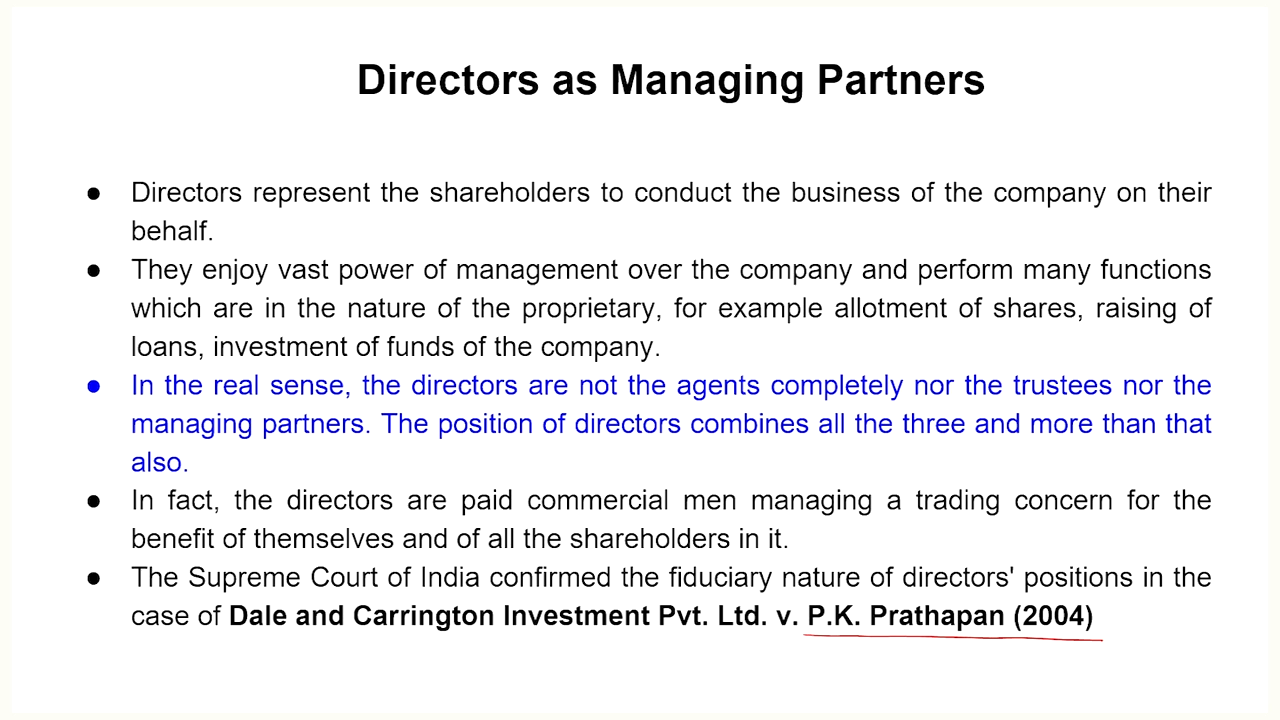 Directors as Managing Partners
● Directors represent the shareholders to conduct the business of the company on their
behalf.
● They enjoy vast power of management over the company and perform many functions
which are in the nature of the proprietary, for example allotment of shares, raising of
loans, investment of funds of the company.
● In the real sense, the directors are not the agents completely nor the trustees nor the
managing partners. The position of directors combines all the three and more than that
also.
● In fact, the directors are paid commercial men managing a trading concern for the
benefit of themselves and of all the shareholders in it.
● The Supreme Court of India confirmed the fiduciary nature of directors' positions in the
case of Dale and Carrington Investment Pvt. Ltd. v. P.K. Prathapan (2004)